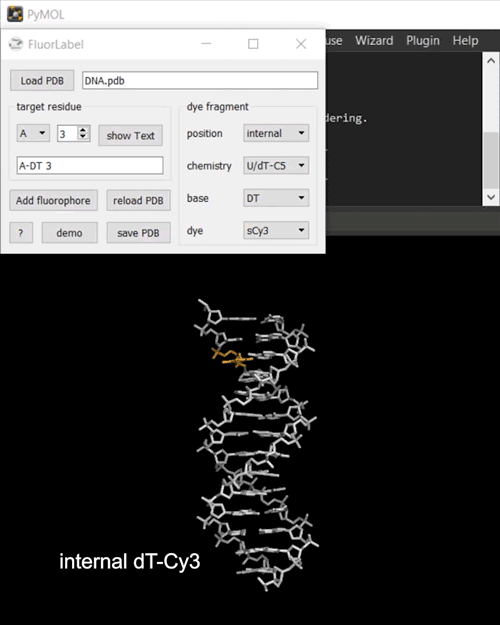 PyMOL
FluorLabel
use Wizard Plugin Help
Load PDB DNA.pdb
dering.
target residue dye fragment
A 3 show Text position internal
A-DT 3 chemistry U/dT-C5
Add fluorophore reload PDB base DT
? demo save PDB dye sCy3
internal dT-Cy3